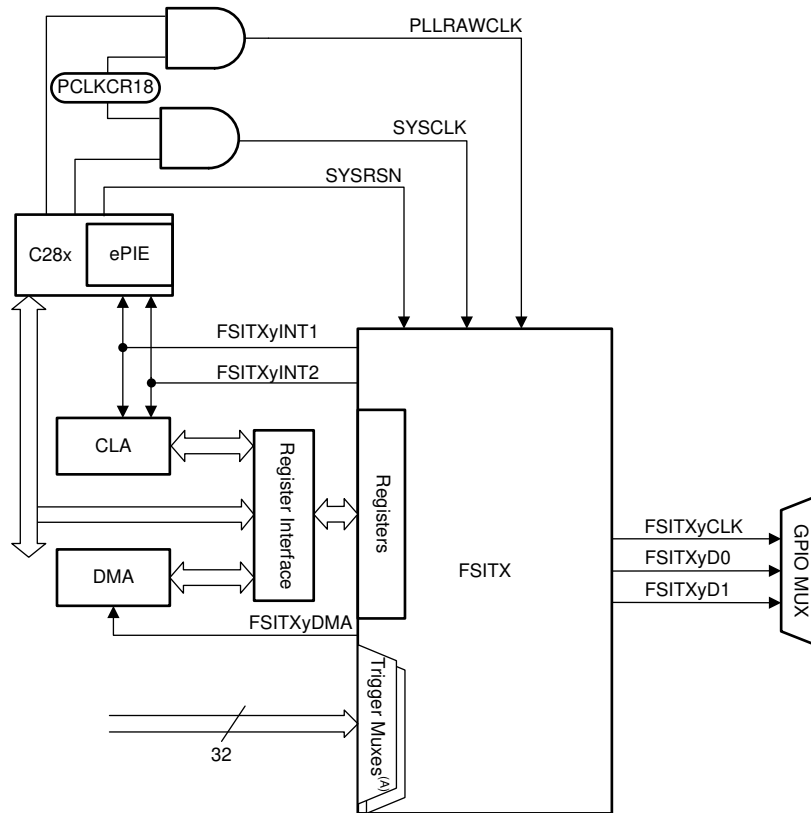 PLLRAWCLK
PCLKCR18
SYSCLK
SYSRSN
C28x
ePIE
FSITXyINT1
FSITXyINT2
CLA
Register Interface
Registers
FSITX
FSITXyCLK
FSITXyD0
FSITXyD1
GPIO MUX
DMA
FSITXyDMA
Trigger Muxes(A)
32